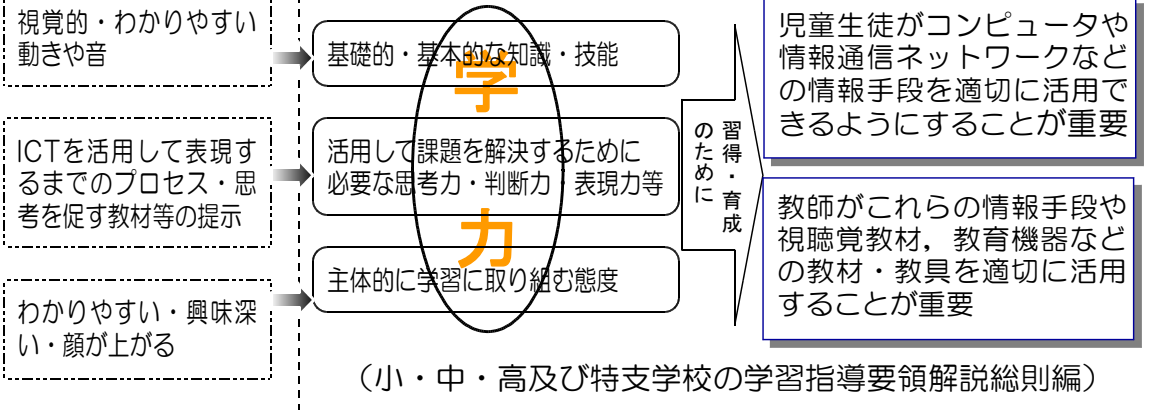 視覚的・わかりやすい
動きや音
ICTを活用して表現す
るまでのプロセス・思
考を促す教材等の提示
わかりやすい・興味深
い・顔が上がる
基礎的・基本的な知識・技能
活用して課題を解決するために
必要な思考力・判断力・表現力等
主体的に学習に取り組む態度
学
力
習得・育成
のために
児童生徒がコンピュータや
情報通信ネットワークなど
の情報手段を適切に活用で
きるようにすることが重要
教師がこれらの情報手段や
視聴覚教材，教育機器など
の教材・教具を適切に活用
することが重要
（小・中・高及び特支学校の学習指導要領解説総則編）